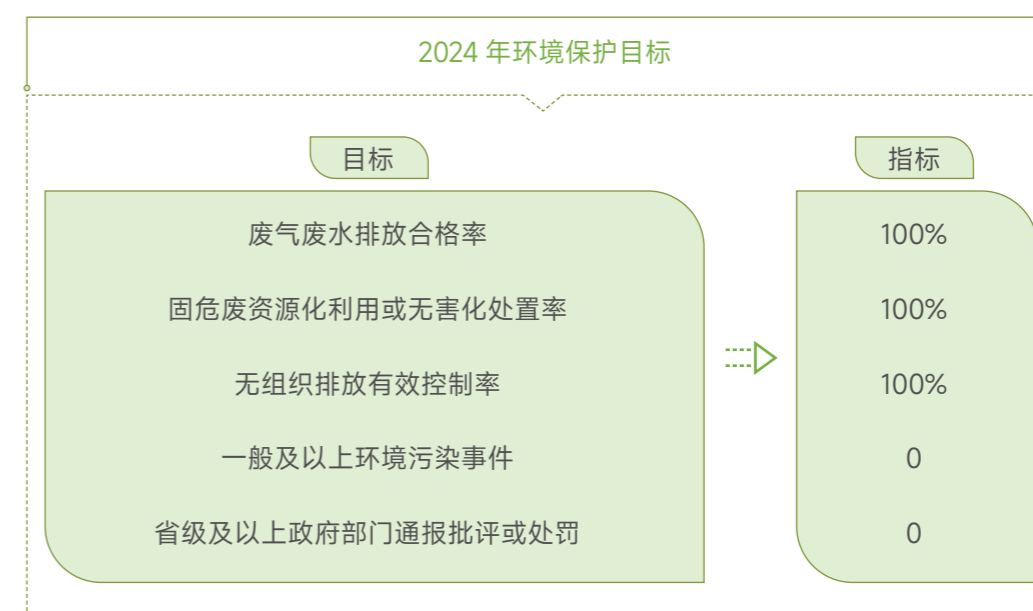 2024 年环境保护目标
目标
指标
废气废水排放合格率
100%
固危废资源化利用或无害化处置率
100%
无组织排放有效控制率
100%
一般及以上环境污染事件
0
省级及以上政府部门通报批评或处罚
0